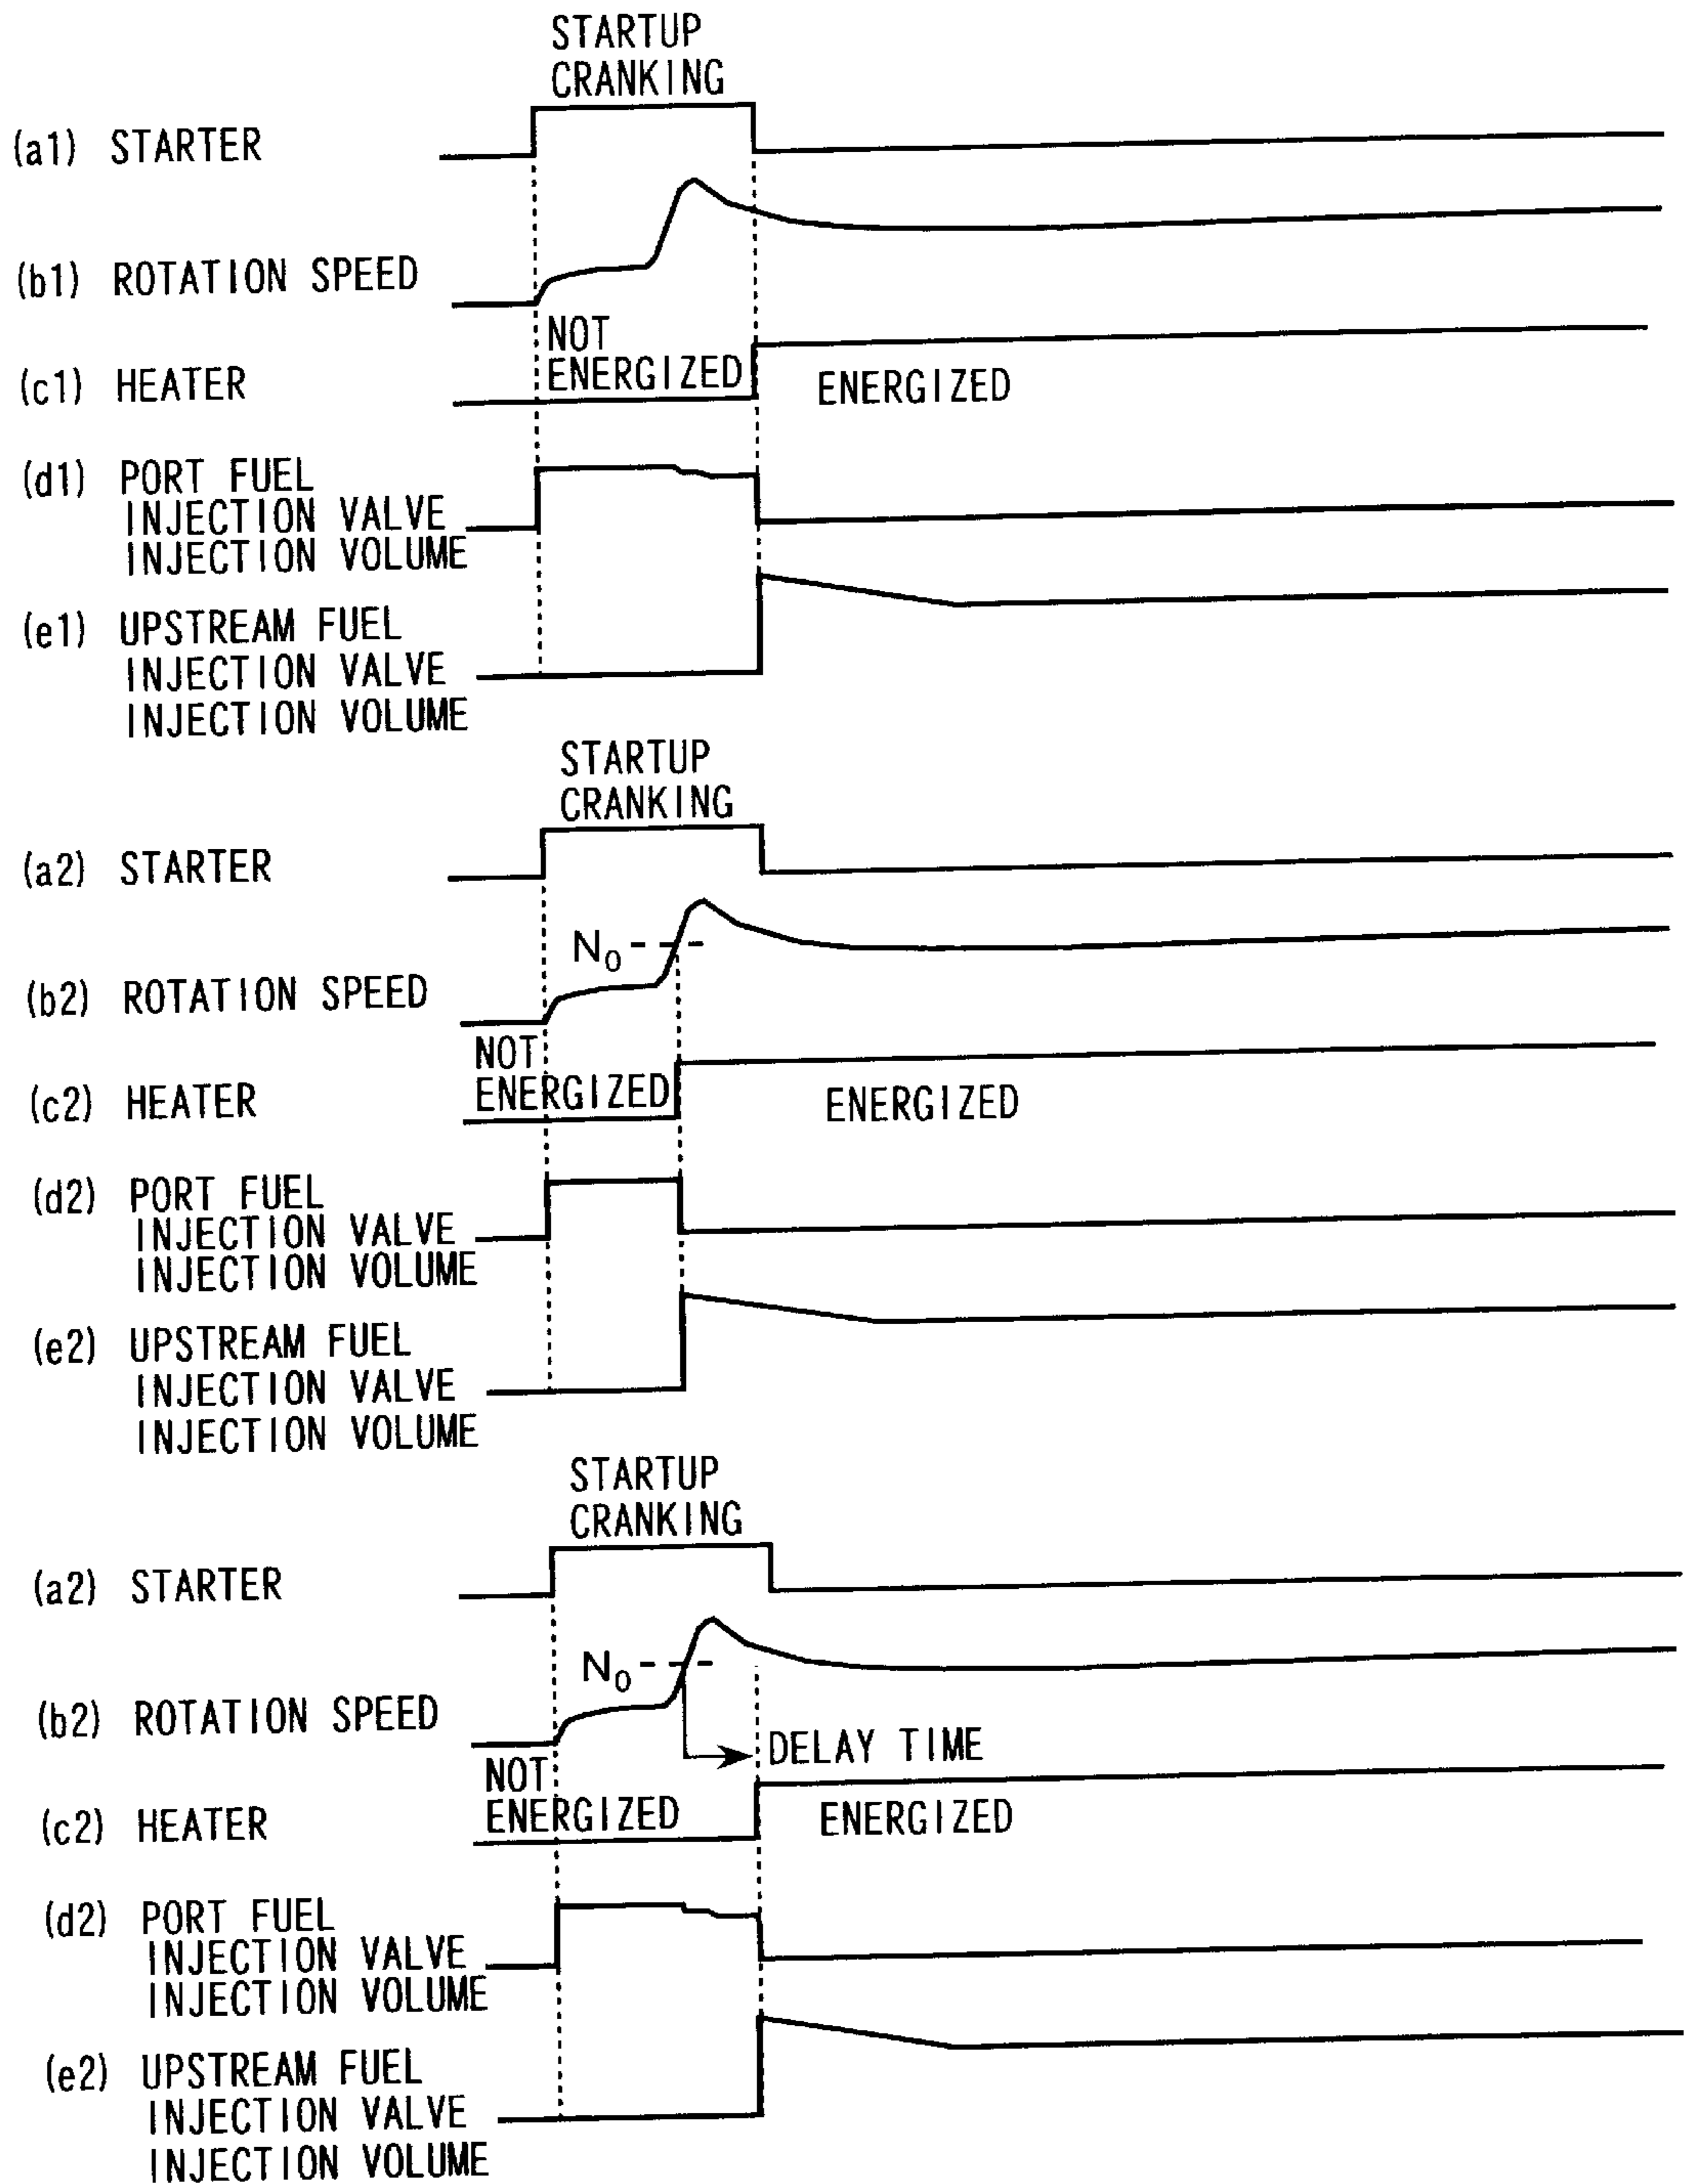 STARTUP
CRANKING
(a1) STARTER
(b1) ROTATION SPEED
NOT
ENERGIZED
(c1) HEATER
ENERGIZED
(d1) PORT FUEL
INJECTION VALVE
INJECTION VOLUME
(e1) UPSTREAM FUEL
INJECTION VALVE
INJECTION VOLUME
STARTUP
CRANKING
(a2) STARTER
N₀
(b2) ROTATION SPEED
NOT
ENERGIZED
(c2) HEATER
ENERGIZED
(d2) PORT FUEL
INJECTION VALVE
INJECTION VOLUME
(e2) UPSTREAM FUEL
INJECTION VALVE
INJECTION VOLUME
STARTUP
CRANKING
(a2) STARTER
N₀
(b2) ROTATION SPEED
DELAY TIME
NOT
ENERGIZED
(c2) HEATER
ENERGIZED
(d2) PORT FUEL
INJECTION VALVE
INJECTION VOLUME
(e2) UPSTREAM FUEL
INJECTION VALVE
INJECTION VOLUME